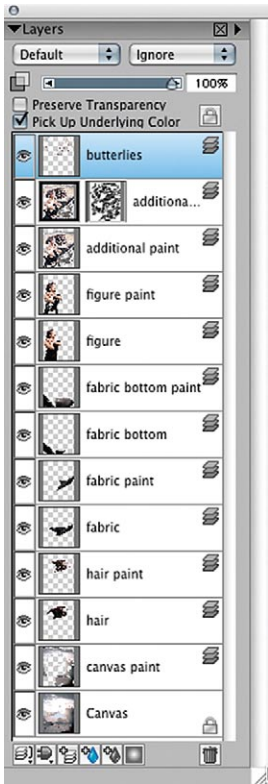 Layers
Default Ignore
100%
Preserve Transparency
Pick Up Underlying Color
butterlies
additiona...
additional paint
figure paint
figure
fabric bottom paint
fabric bottom
fabric paint
fabric
hair paint
hair
canvas paint
Canvas